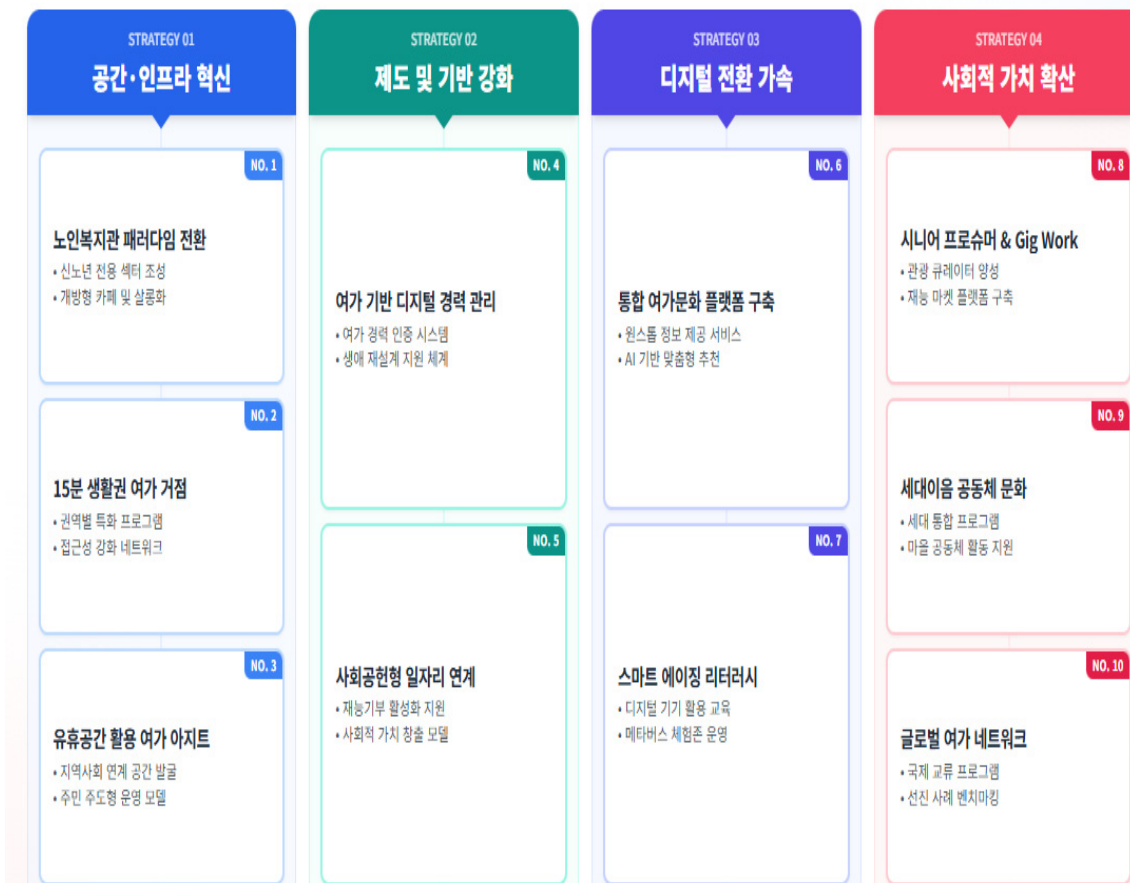 STRATEGY 01
공간·인프라 혁신
NO. 1
노인복지관 패러다임 전환
• 신노년 전용 섹터 조성
• 개방형 카페 및 살롱화
NO. 2
15분 생활권 여가 거점
• 권역별 특화 프로그램
• 접근성 강화 네트워크
NO. 3
유휴공간 활용 여가 아지트
• 지역사회 연계 공간 발굴
• 주민 주도형 운영 모델
STRATEGY 02
제도 및 기반 강화
NO. 4
여가 기반 디지털 경력 관리
• 여가 경력 인증 시스템
• 생애 재설계 지원 체계
NO. 5
사회공헌형 일자리 연계
• 재능기부 활성화 지원
• 사회적 가치 창출 모델
STRATEGY 03
디지털 전환 가속
NO. 6
통합 여가문화 플랫폼 구축
• 원스톱 정보 제공 서비스
• AI 기반 맞춤형 추천
NO. 7
스마트 에이징 리터러시
• 디지털 기기 활용 교육
• 메타버스 체험존 운영
STRATEGY 04
사회적 가치 확산
NO. 8
시니어 프로슈머 & Gig Work
• 관광 큐레이터 양성
• 재능 마켓 플랫폼 구축
NO. 9
세대이음 공동체 문화
• 세대 통합 프로그램
• 마을 공동체 활동 지원
NO. 10
글로벌 여가 네트워크
• 국제 교류 프로그램
• 선진 사례 벤치마킹